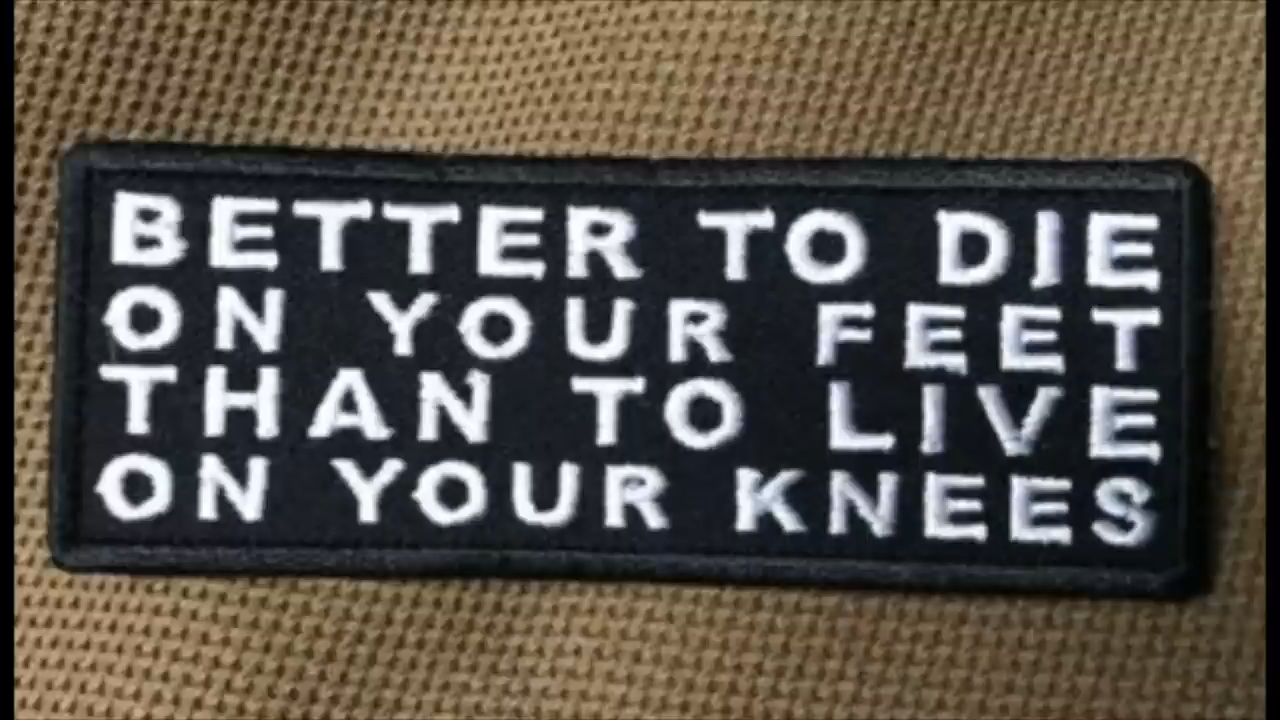 BETTER TO DIE
ON YOUR FEET
THAN TO LIVE
ON YOUR KNEES